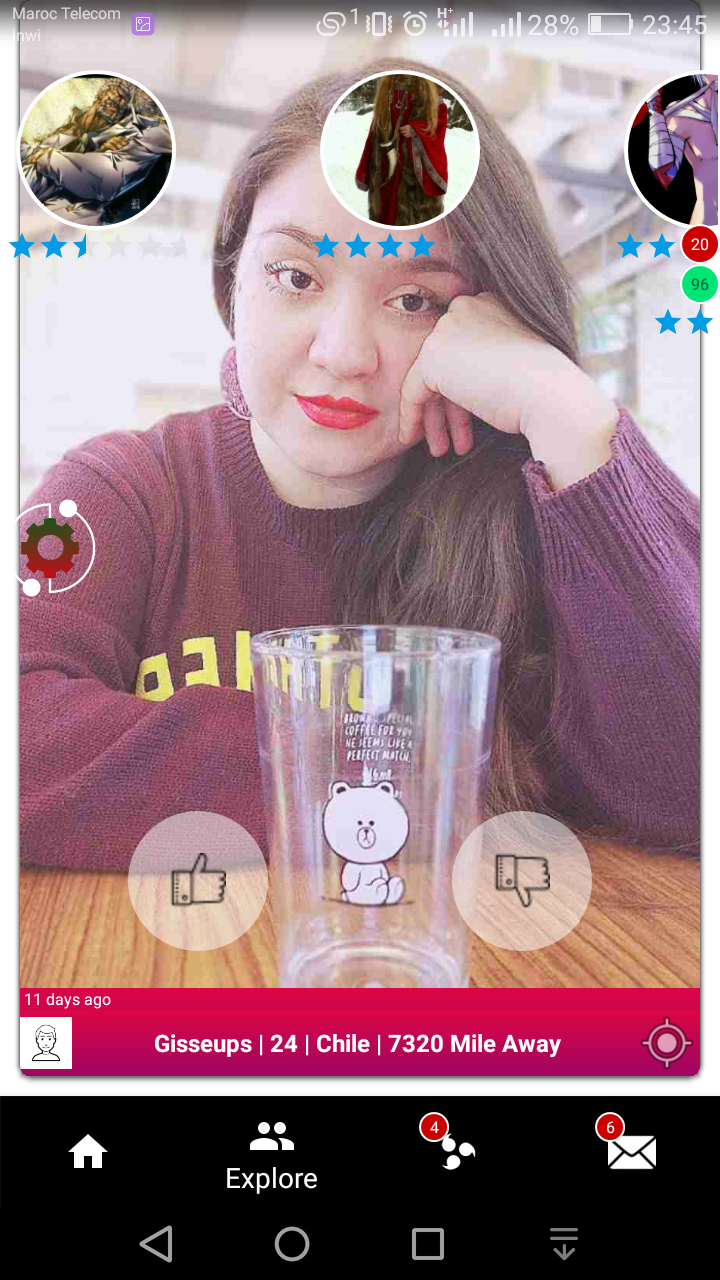 Maroc Telecom
inwi
1
H+
28%
23:45
20
96
BROWN'S SPECIAL
COFFEE FOR YOU
HE SEEMS LIKE A
PERFECT MATCH.
11 days ago
Gisseups | 24 | Chile | 7320 Mile Away
4
6
Explore